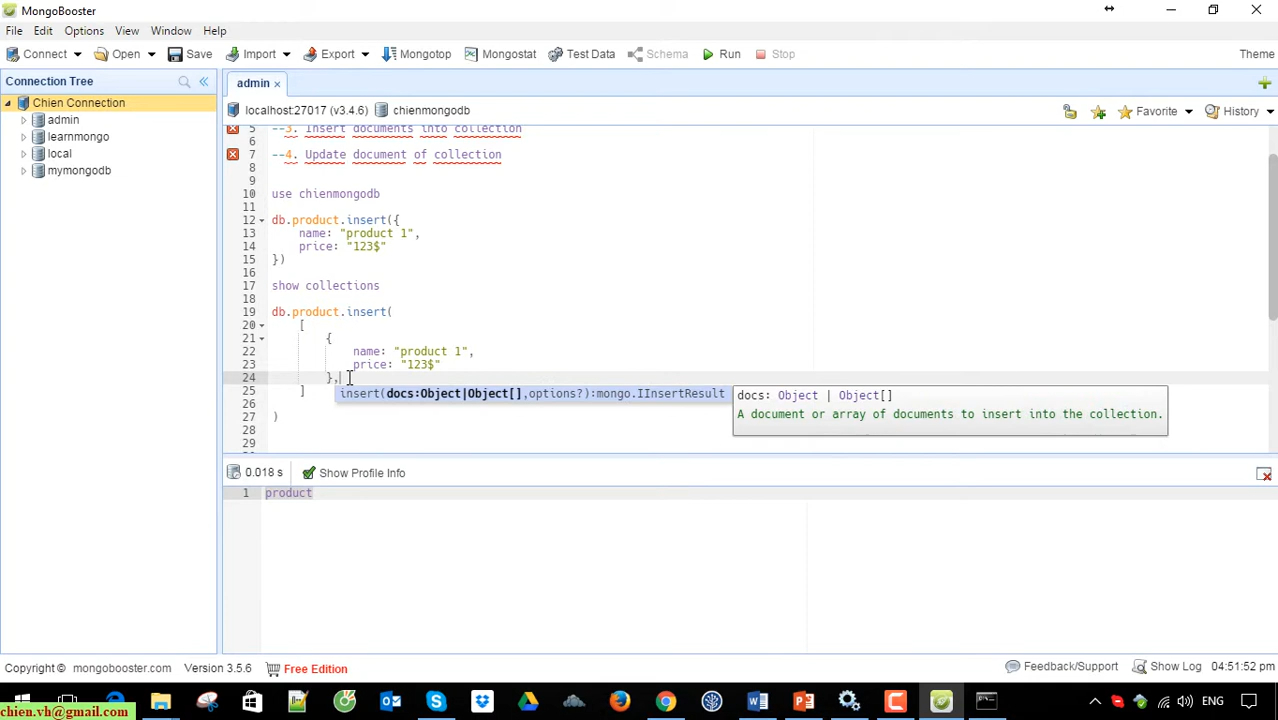 MongoBooster
File Edit Options View Window Help
Connect Open Save Import Export Mongotop Mongostat Test Data Schema Run Stop Theme
Connection Tree
admin
Chien Connection
admin
learnmongo
local
mymongodb
localhost:27017 (v3.4.6) chienmongodb Favorite History
5 --3. Insert documents into collection
6
7 --4. Update document of collection
8
9
10 use chienmongodb
11
12 db.product.insert({
13 name: "product 1",
14 price: "123$"
15 })
16
17 show collections
18
19 db.product.insert(
20 [
21 {
22 name: "product 1",
23 price: "123$"
24 },
25 ]
26
27 )
28
29
insert(docs:Object|Object[],options?):mongo.IInsertResult
docs: Object | Object[]
A document or array of documents to insert into the collection.
0.018 s Show Profile Info
1 product
Copyright © mongobooster.com Version 3.5.6 Free Edition Feedback/Support Show Log 04:51:52 PM
ENG
chien.vh@gmail.com